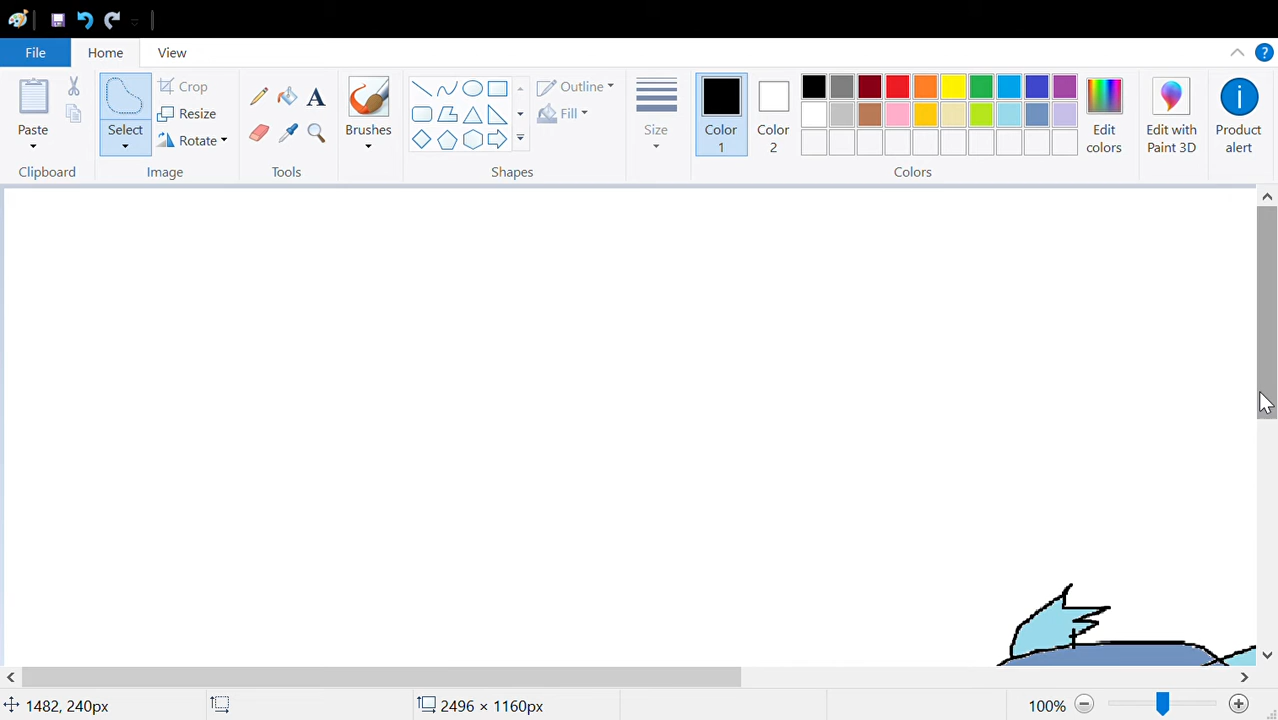 File Home View
Paste
Select
Crop
Resize
Rotate
A
Brushes
Outline
Fill
Size
Color
1
Color
2
Edit
colors
Edit with
Paint 3D
Product
alert
Clipboard Image Tools Shapes Colors
1482, 240px 2496 × 1160px 100%